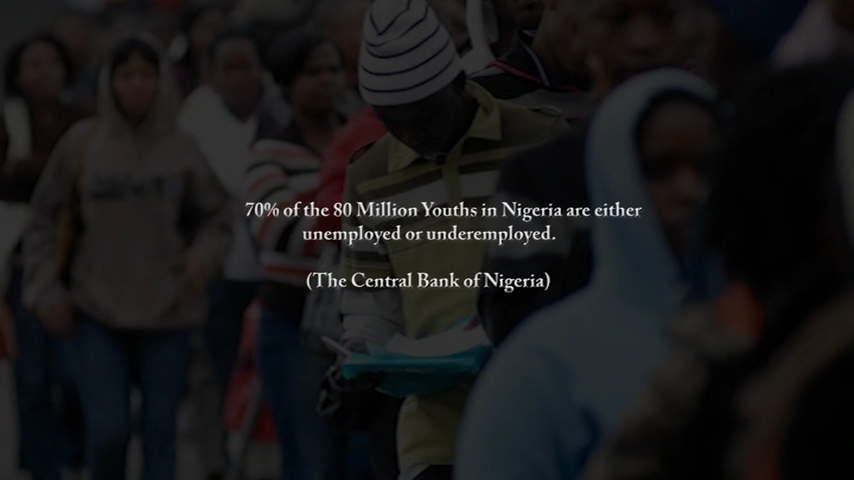 70% of the 80 Million Youths in Nigeria are either
unemployed or underemployed.
(The Central Bank of Nigeria)